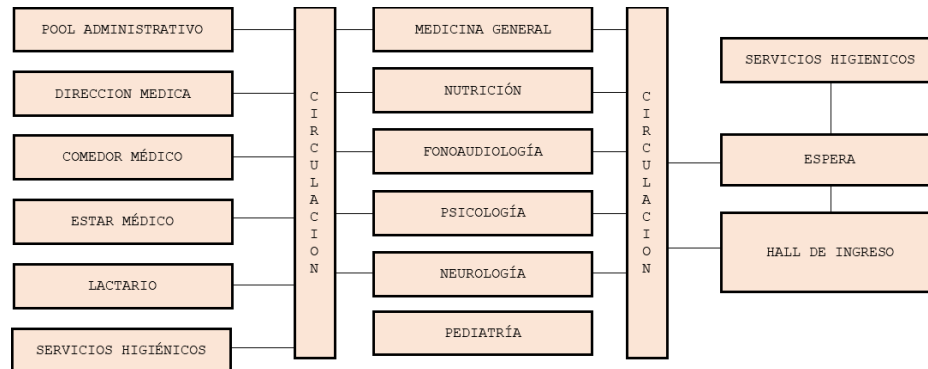 POOL ADMINISTRATIVO
DIRECCION MEDICA
COMEDOR MÉDICO
ESTAR MÉDICO
LACTARIO
SERVICIOS HIGIÉNICOS
CIRCULACION
MEDICINA GENERAL
NUTRICIÓN
FONOAUDIOLOGÍA
PSICOLOGÍA
NEUROLOGÍA
PEDIATRÍA
CIRCULACION
SERVICIOS HIGIENICOS
ESPERA
HALL DE INGRESO